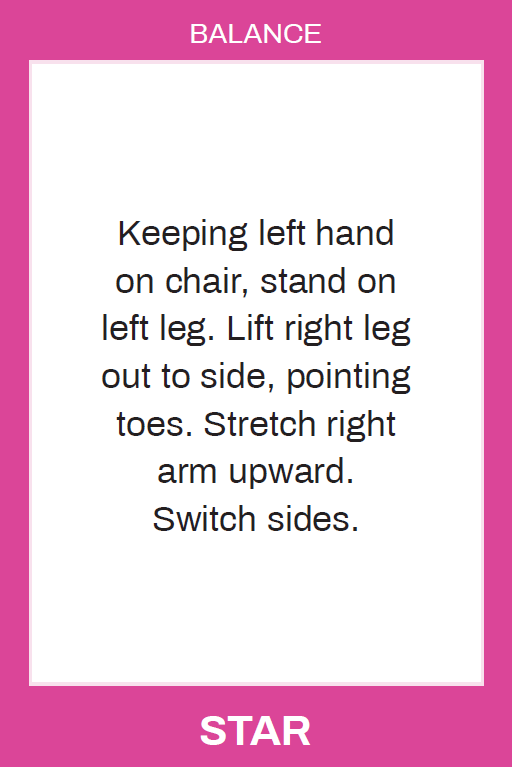 BALANCE
Keeping left hand
on chair, stand on
left leg. Lift right leg
out to side, pointing
toes. Stretch right
arm upward.
Switch sides.
STAR